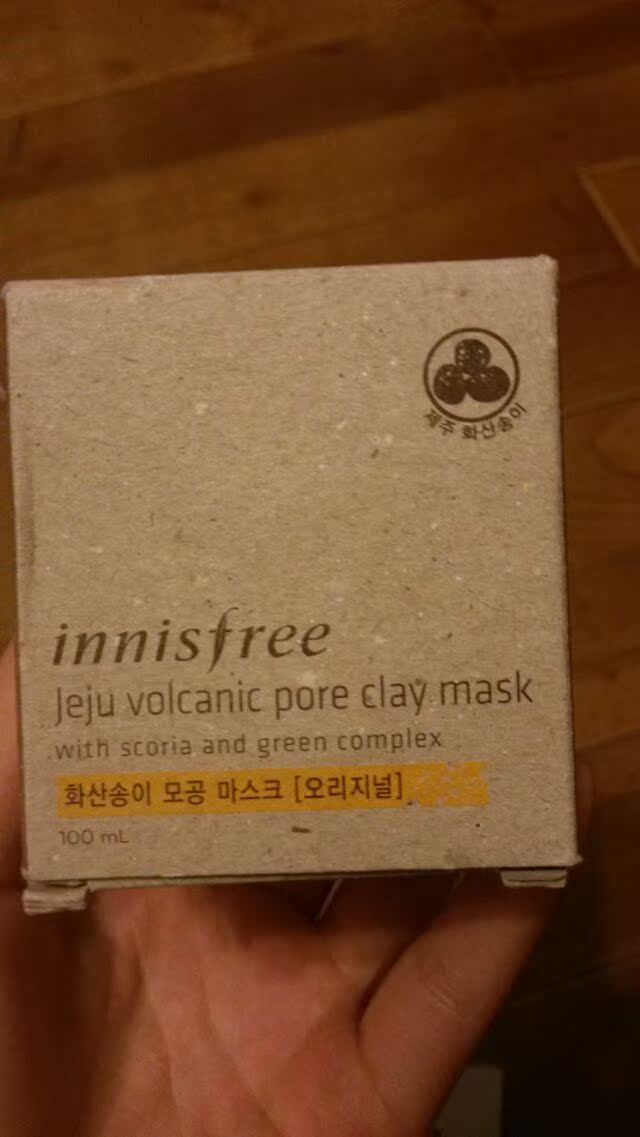 제주 화산송이
innisfree
Jeju volcanic pore clay mask
with scoria and green complex
화산송이 모공 마스크 [오리지널]
100 mL